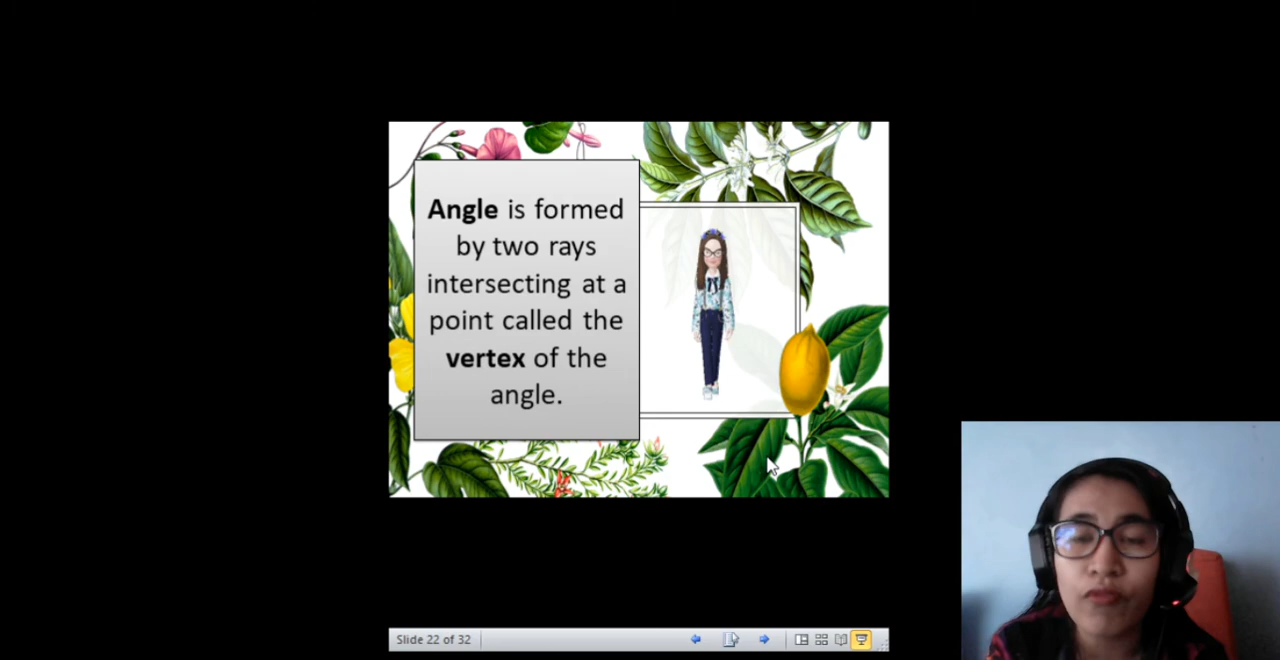 Angle is formed
by two rays
intersecting at a
point called the
vertex of the
angle.
Slide 22 of 32